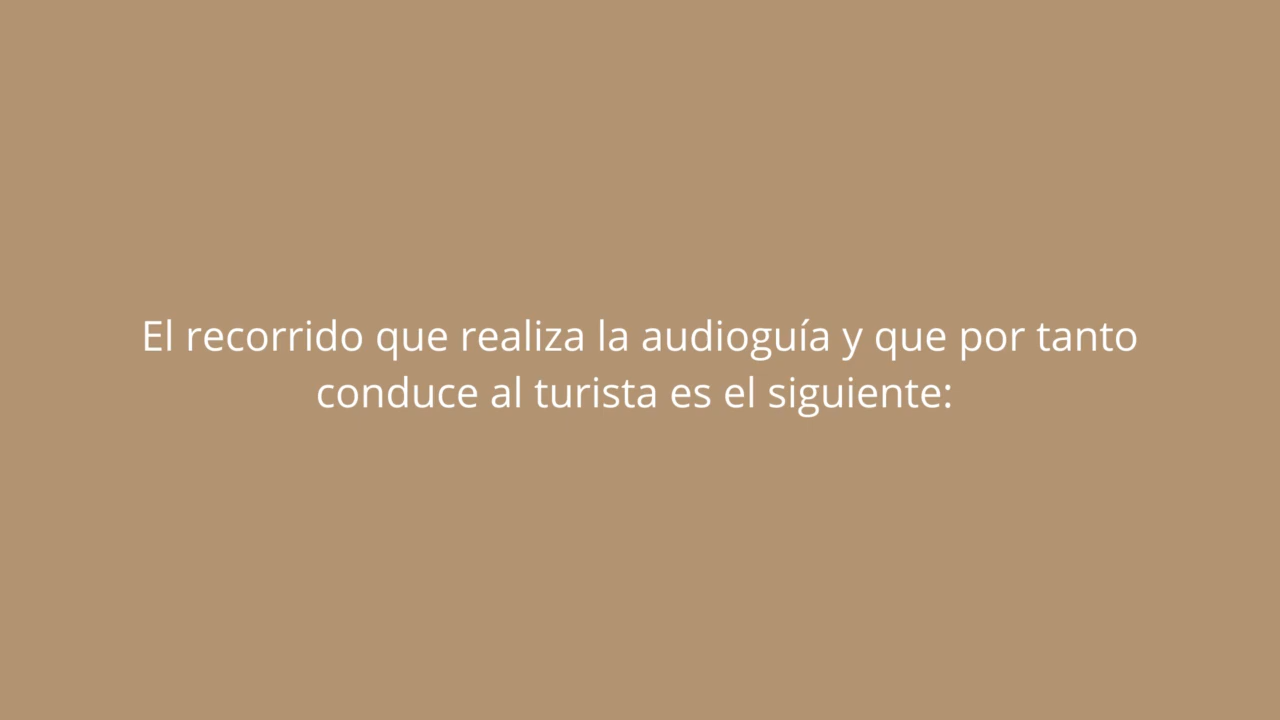 El recorrido que realiza la audioguía y que por tanto
conduce al turista es el siguiente: